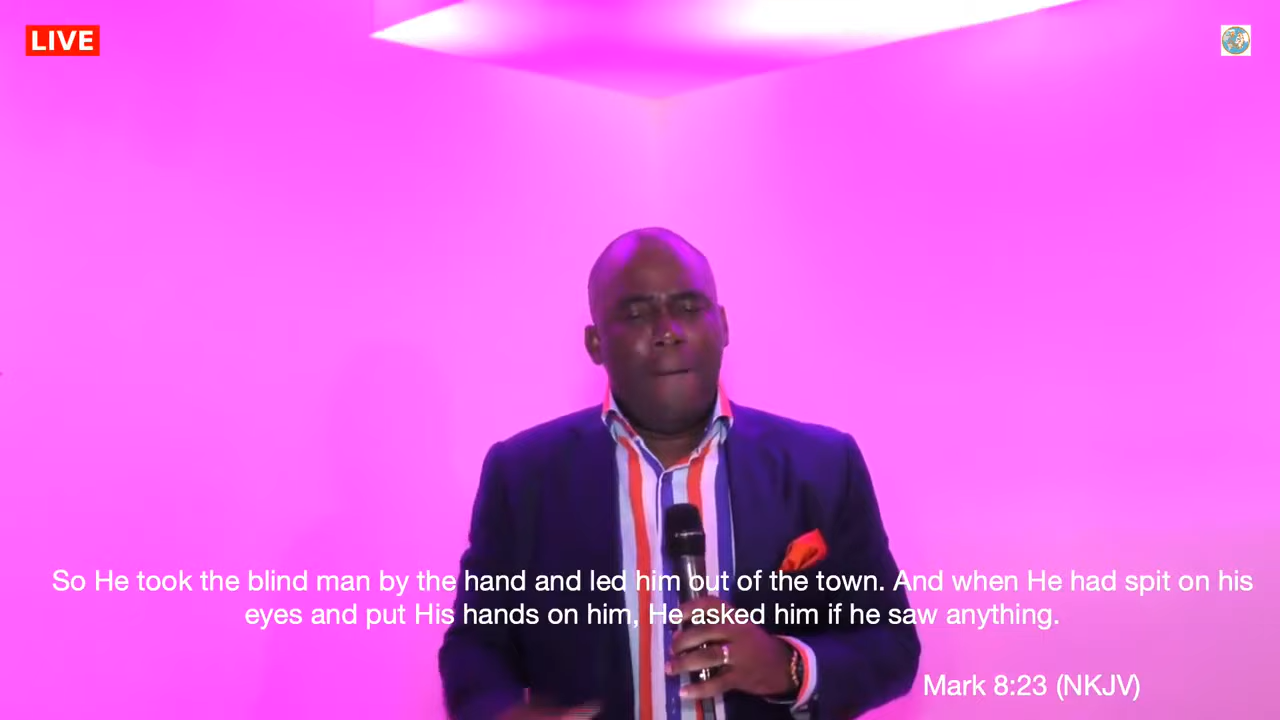 LIVE
So He took the blind man by the hand and led him out of the town. And when He had spit on his
eyes and put His hands on him, He asked him if he saw anything.
Mark 8:23 (NKJV)